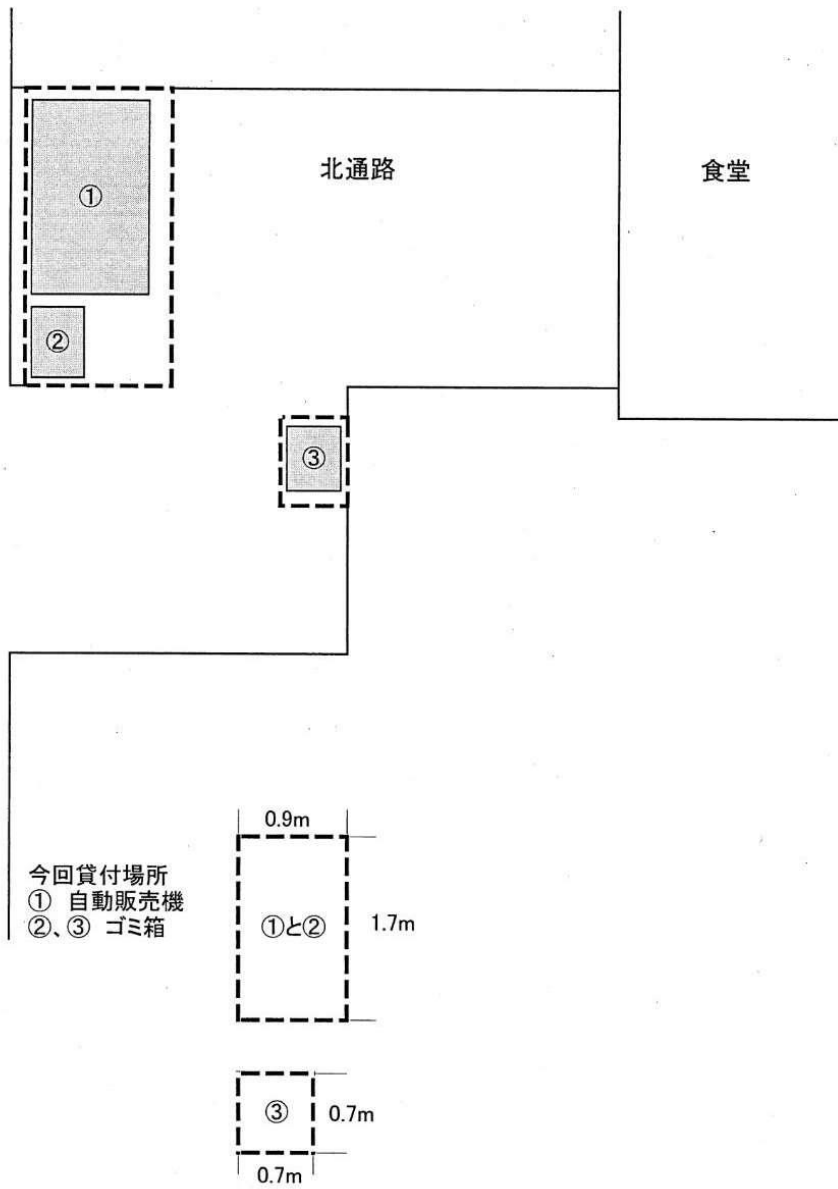 北通路
食堂
①
②
③
0.9m
今回貸付場所
① 自動販売機
②、③ ゴミ箱
①と②
1.7m
③
0.7m
0.7m